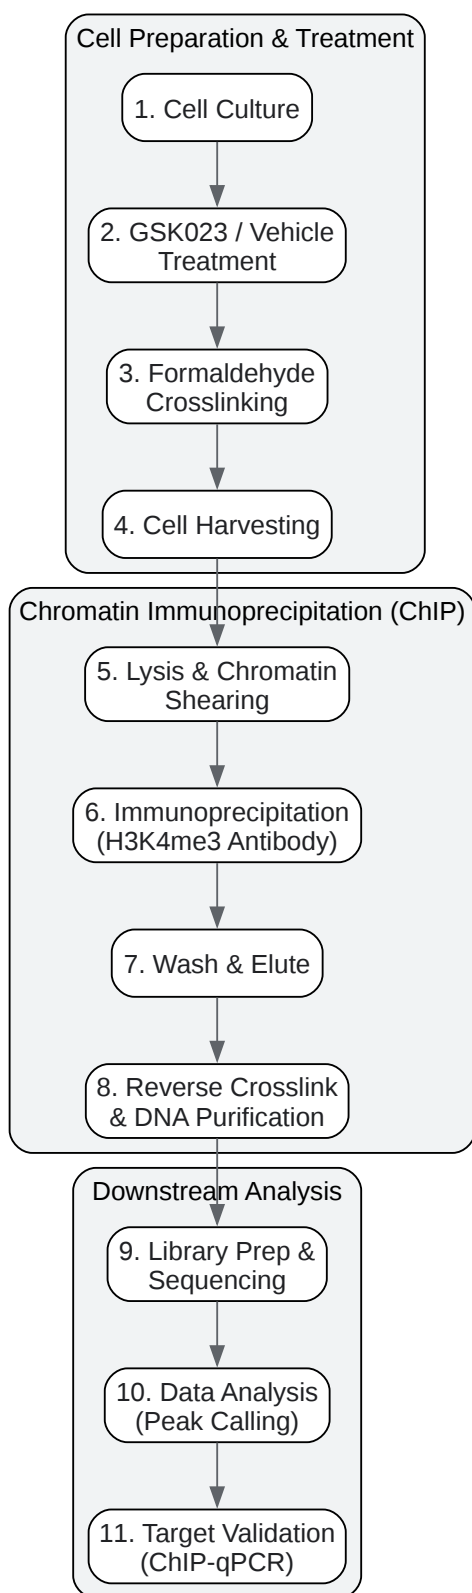 Cell Preparation & Treatment
1. Cell Culture
2. GSK023 / Vehicle
Treatment
3. Formaldehyde
Crosslinking
4. Cell Harvesting
Chromatin Immunoprecipitation (ChIP)
5. Lysis & Chromatin
Shearing
6. Immunoprecipitation
(H3K4me3 Antibody)
7. Wash & Elute
8. Reverse Crosslink
& DNA Purification
Downstream Analysis
9. Library Prep &
Sequencing
10. Data Analysis
(Peak Calling)
11. Target Validation
(ChIP-qPCR)